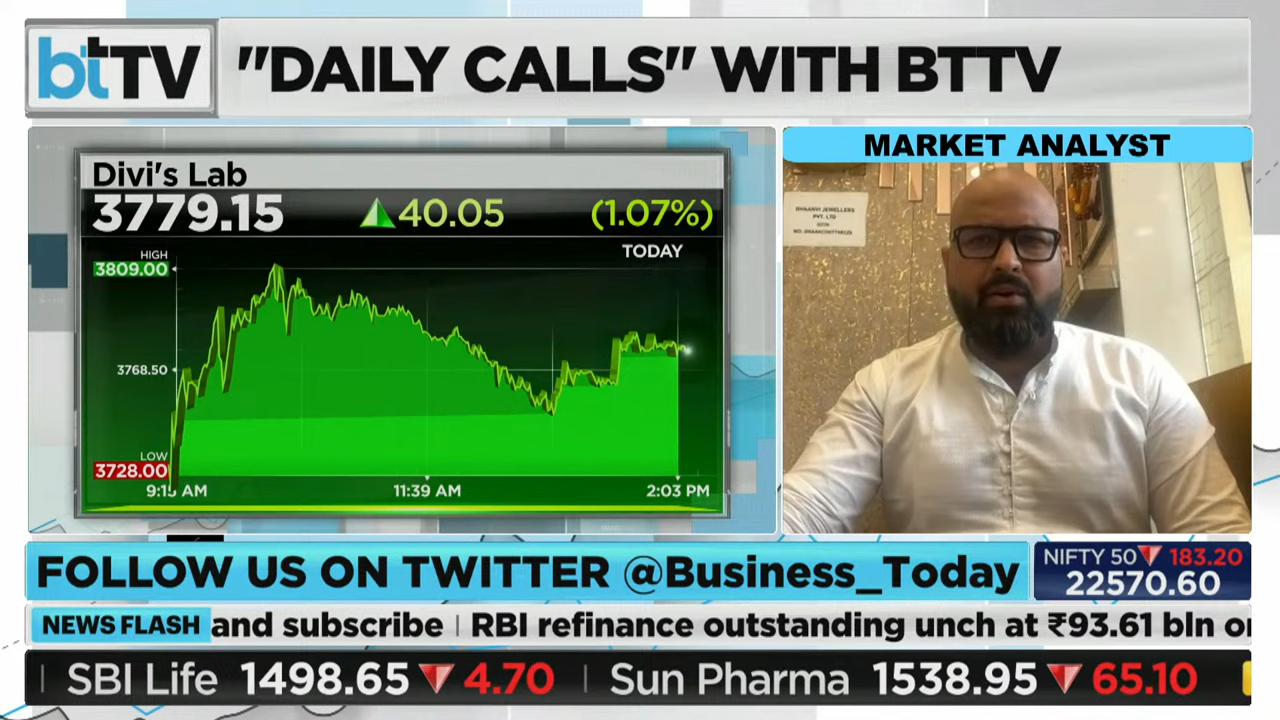 btTV
"DAILY CALLS" WITH BTTV
MARKET ANALYST
Divi's Lab
3779.15 40.05 (1.07%)
TODAY
HIGH
3809.00
3768.50
LOW
3728.00
9:15 AM 11:39 AM 2:03 PM
JEWELLERS
PVT. LTD
FOLLOW US ON TWITTER @Business_Today
NIFTY 50 183.20
22570.60
NEWS FLASH and subscribe | RBI refinance outstanding unch at ₹93.61 bln
SBI Life 1498.65 4.70 | Sun Pharma 1538.95 65.10